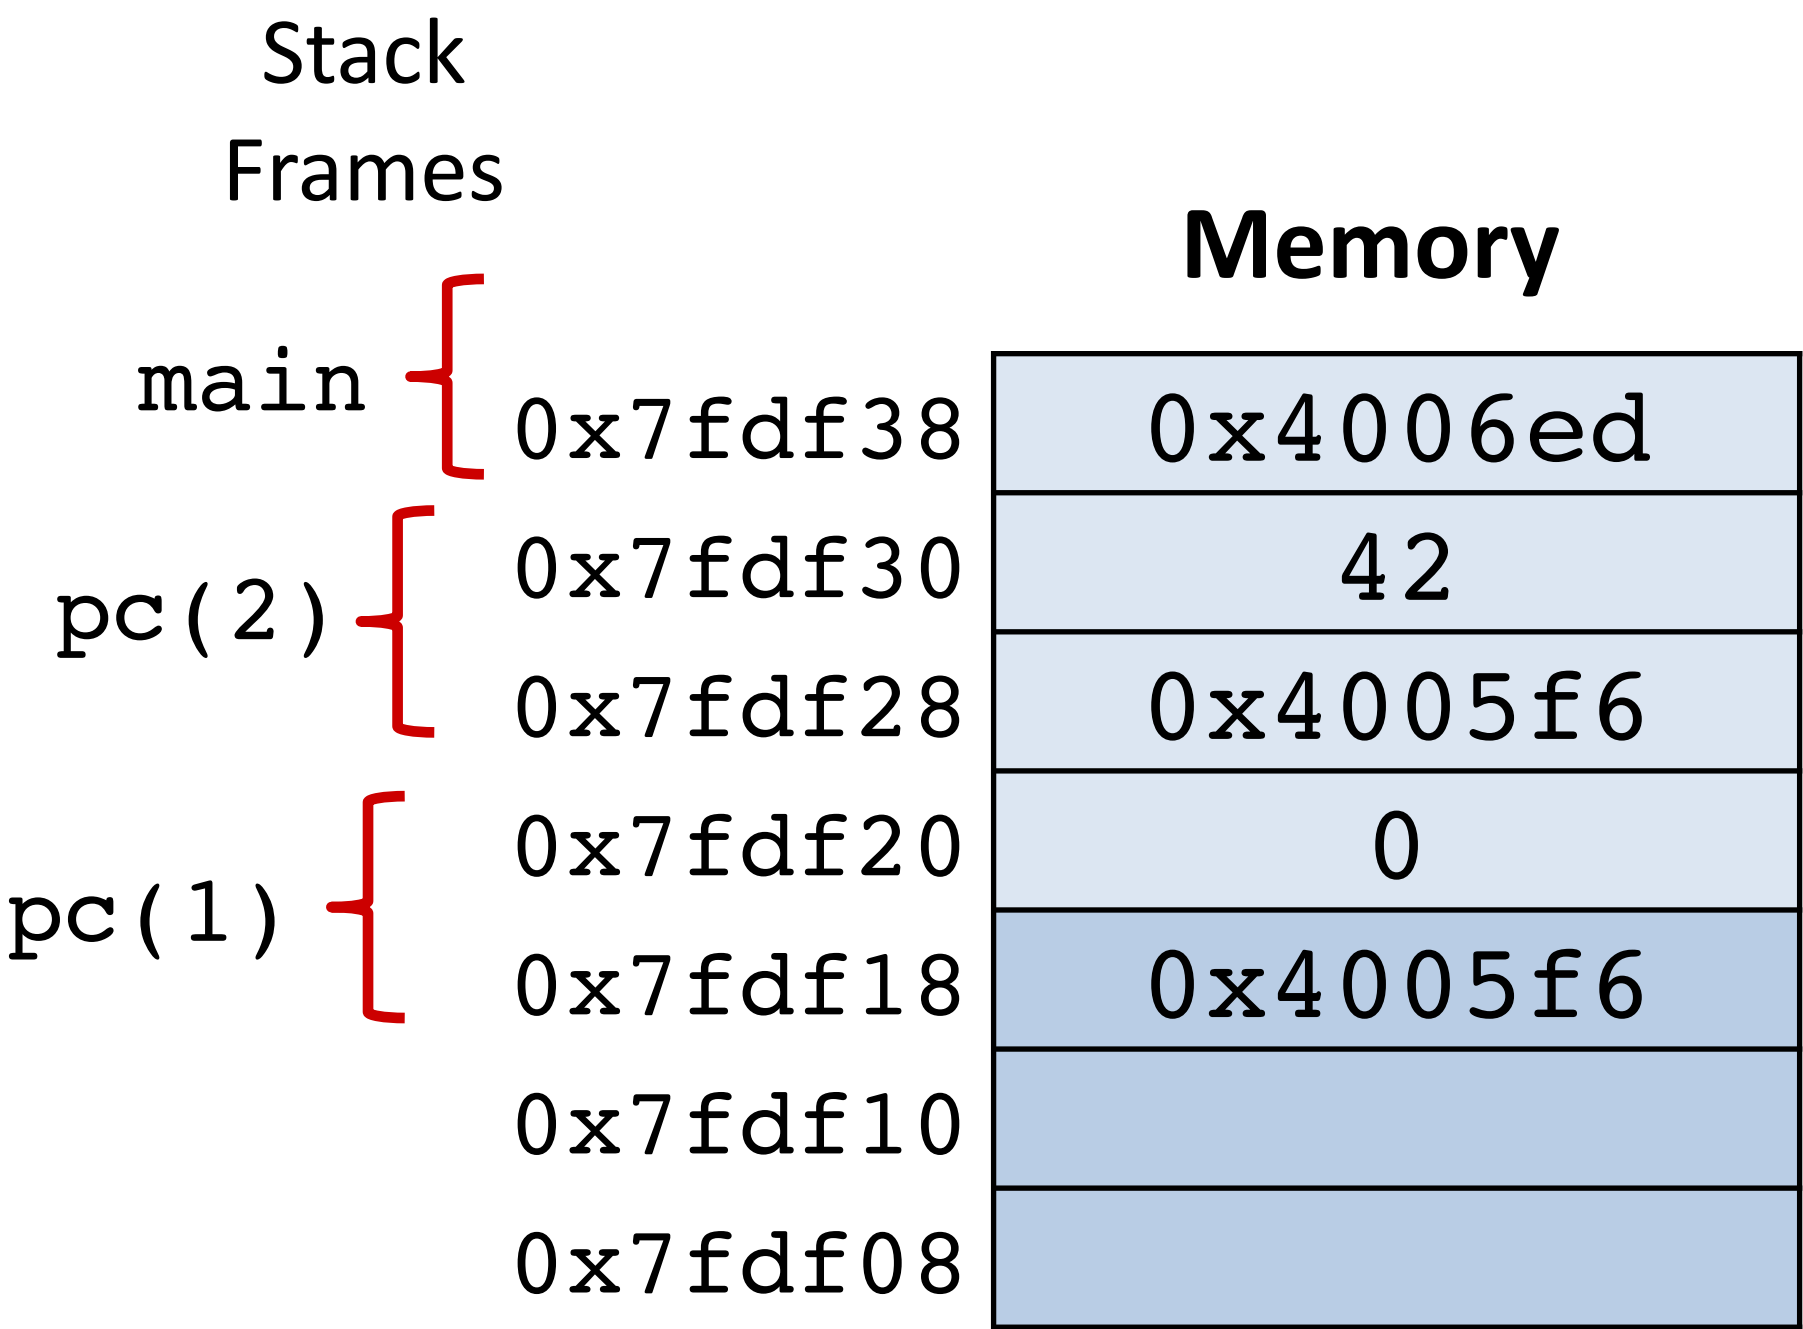 Stack
Frames
Memory
main
0x7fdf38 0x4006ed
0x7fdf30 42
pc(2)
0x7fdf28 0x4005f6
0x7fdf20 0
pc(1)
0x7fdf18 0x4005f6
0x7fdf10
0x7fdf08